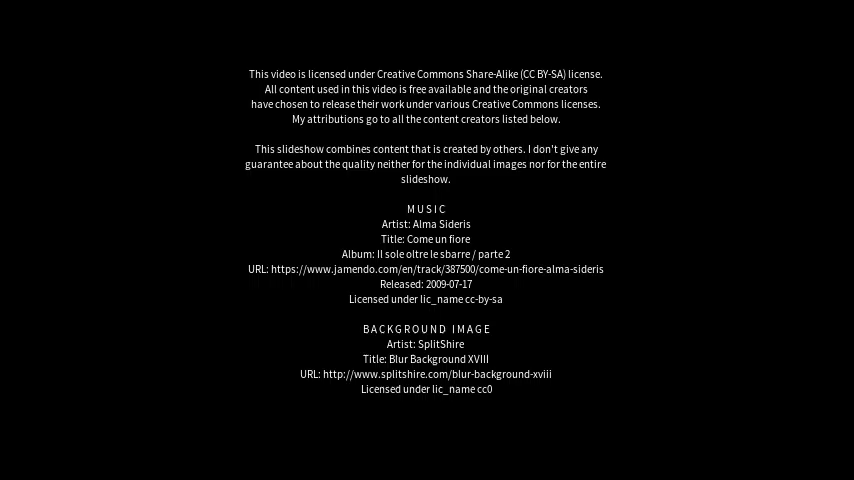 This video is licensed under Creative Commons Share-Alike (CC BY-SA) license.
All content used in this video is free available and the original creators
have chosen to release their work under various Creative Commons licenses.
My attributions go to all the content creators listed below.
This slideshow combines content that is created by others. I don't give any
guarantee about the quality neither for the individual images nor for the entire
slideshow.
MUSIC
Artist: Alma Sideris
Title: Come un fiore
Album: Il sole oltre le sbarre / parte 2
URL: https://www.jamendo.com/en/track/387500/come-un-fiore-alma-sideris
Released: 2009-07-17
Licensed under lic_name cc-by-sa
BACKGROUND IMAGE
Artist: SplitShire
Title: Blur Background XVIII
URL: http://www.splitshire.com/blur-background-xviii
Licensed under lic_name cc0